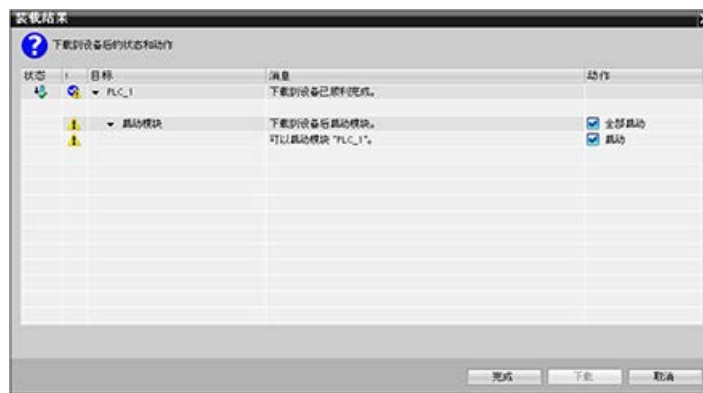 装载结果
下载到设备后的状态和动作
状态 ! 目标 消息 动作
PLC_1 下载到设备已顺利完成。
启动模块 下载到设备后启动模块。 全部启动
可以启动模块 "PLC_1"。 启动
完成 下载 取消